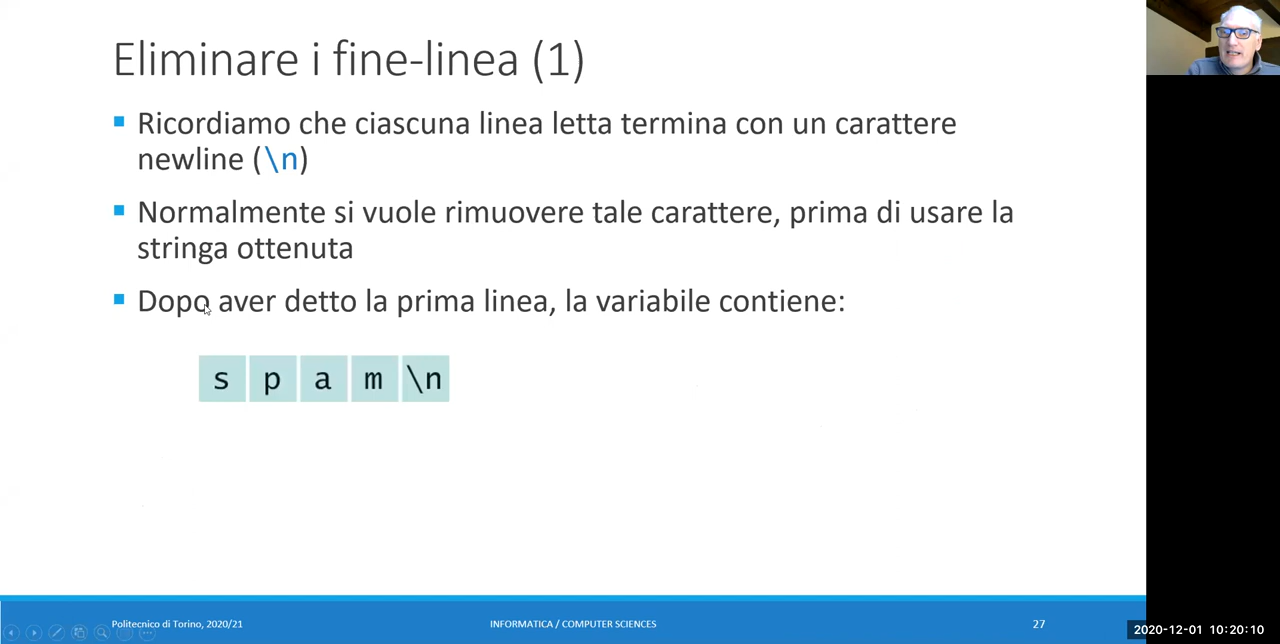 Eliminare i fine-linea (1)
Ricordiamo che ciascuna linea letta termina con un carattere
newline (\n)
Normalmente si vuole rimuovere tale carattere, prima di usare la
stringa ottenuta
Dopo aver detto la prima linea, la variabile contiene:
s p a m \n
Politecnico di Torino, 2020/21 INFORMATICA / COMPUTER SCIENCES 27
2020-12-01 10:20:10